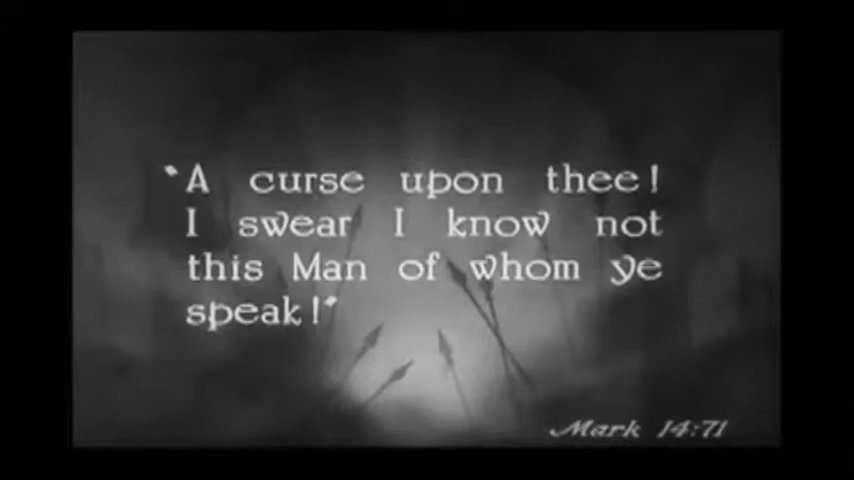 "A curse upon thee!
I swear I know not
this Man of whom ye
speak!"
Mark 14:71